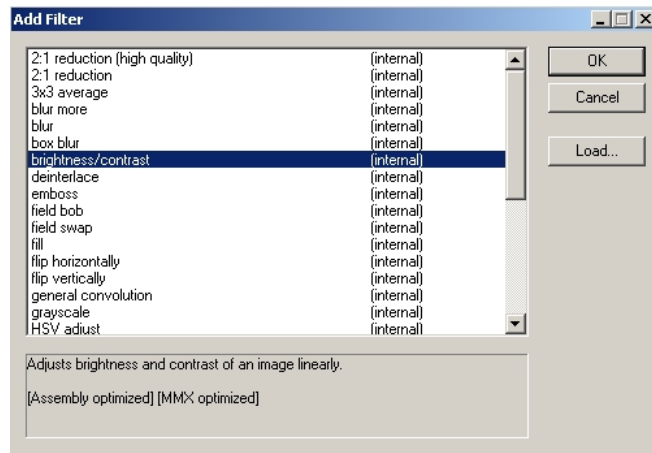 Add Filter
2:1 reduction (high quality) (internal)
2:1 reduction (internal)
3x3 average (internal)
blur more (internal)
blur (internal)
box blur (internal)
brightness/contrast (internal)
deinterlace (internal)
emboss (internal)
field bob (internal)
field swap (internal)
fill (internal)
flip horizontally (internal)
flip vertically (internal)
general convolution (internal)
grayscale (internal)
HSV adjust (internal)
OK
Cancel
Load...
Adjusts brightness and contrast of an image linearly.
[Assembly optimized] [MMX optimized]